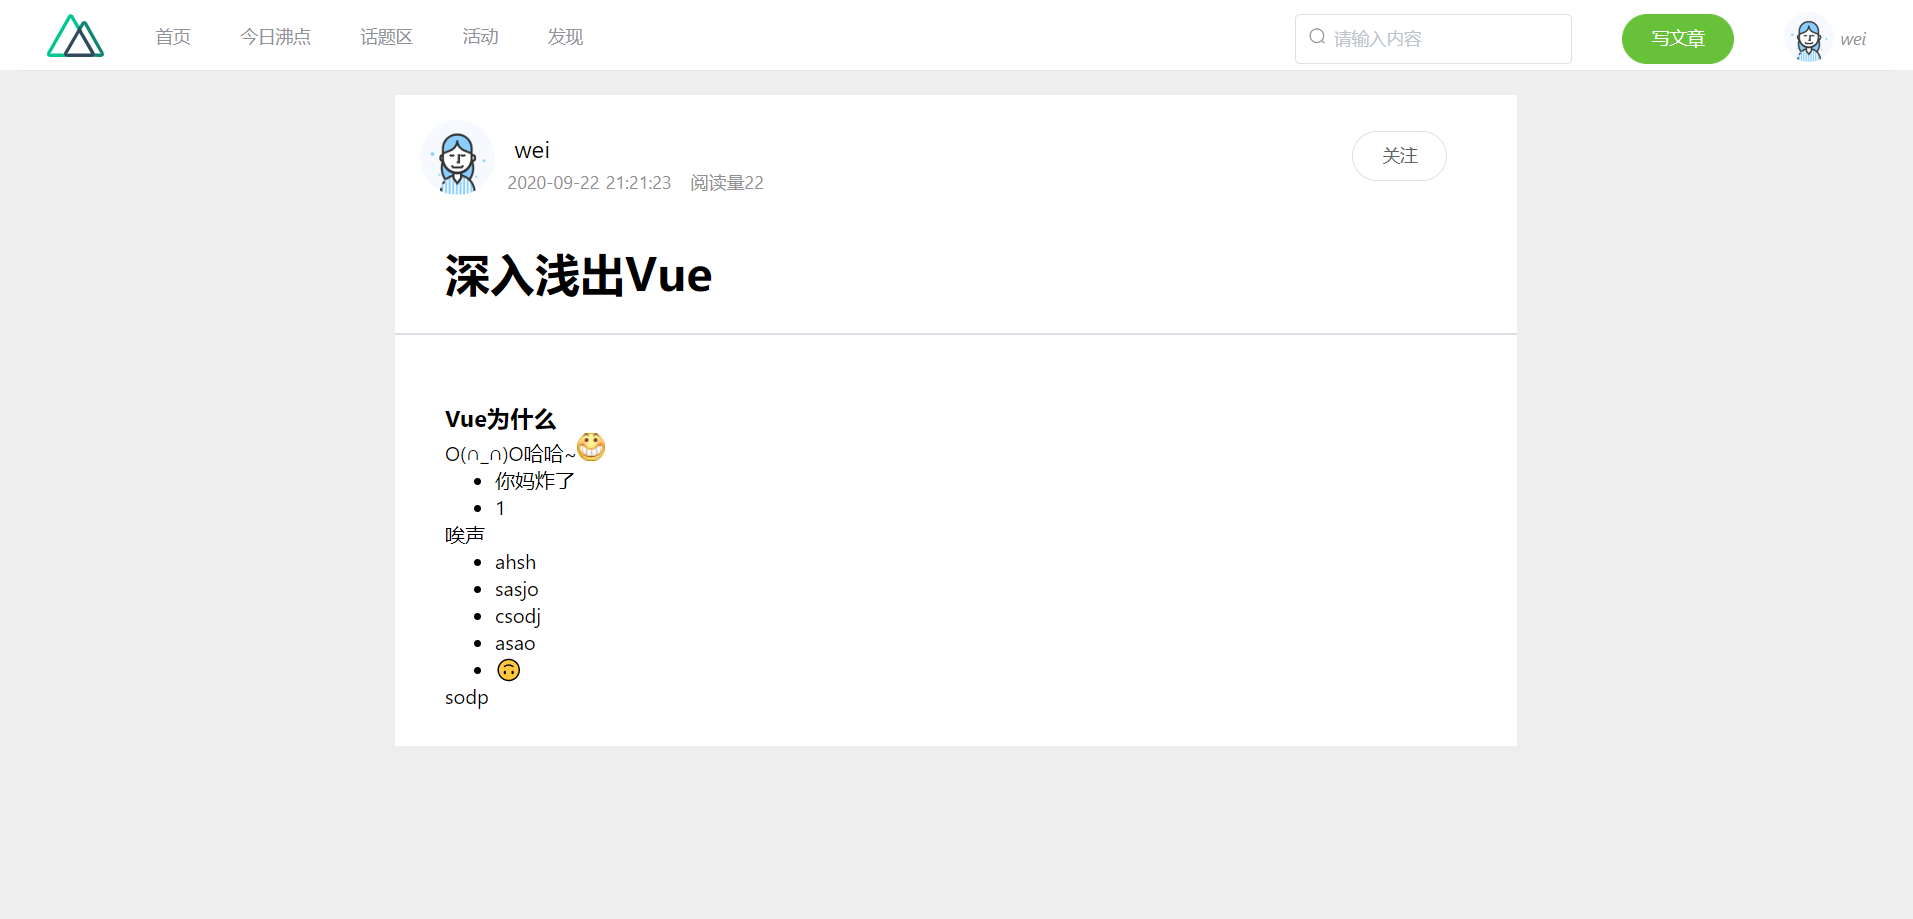 首页 今日沸点 话题区 活动 发现 请输入内容 写文章 wei
wei
关注
2020-09-22 21:21:23 阅读量22
深入浅出Vue
Vue为什么
O(∩_∩)O哈哈~😁
你妈炸了
1
唉声
ahsh
sasjo
csodj
asao
🙃
sodp